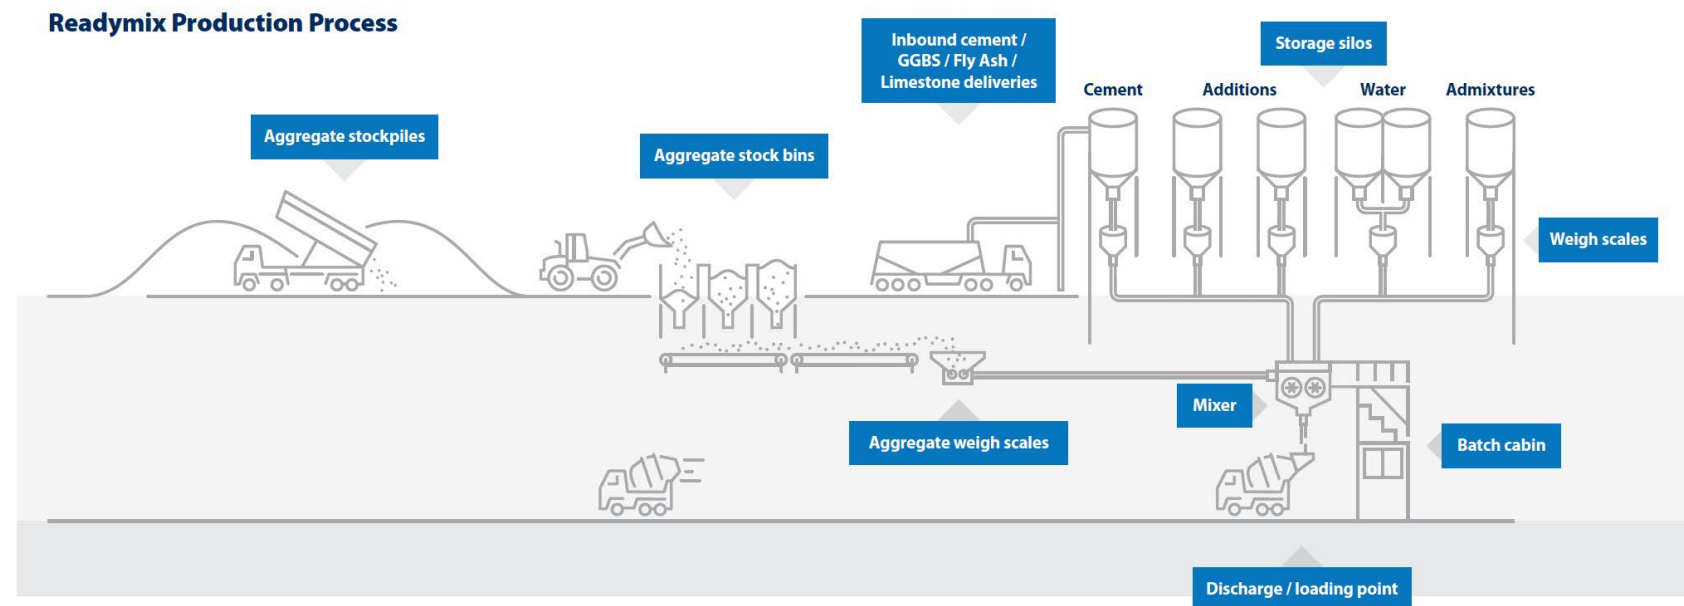 Readymix Production Process
Inbound cement /
GGBS / Fly Ash /
Limestone deliveries
Storage silos
Cement
Additions
Water
Admixtures
Aggregate stockpiles
Aggregate stock bins
Weigh scales
Mixer
Aggregate weigh scales
Batch cabin
Discharge / loading point